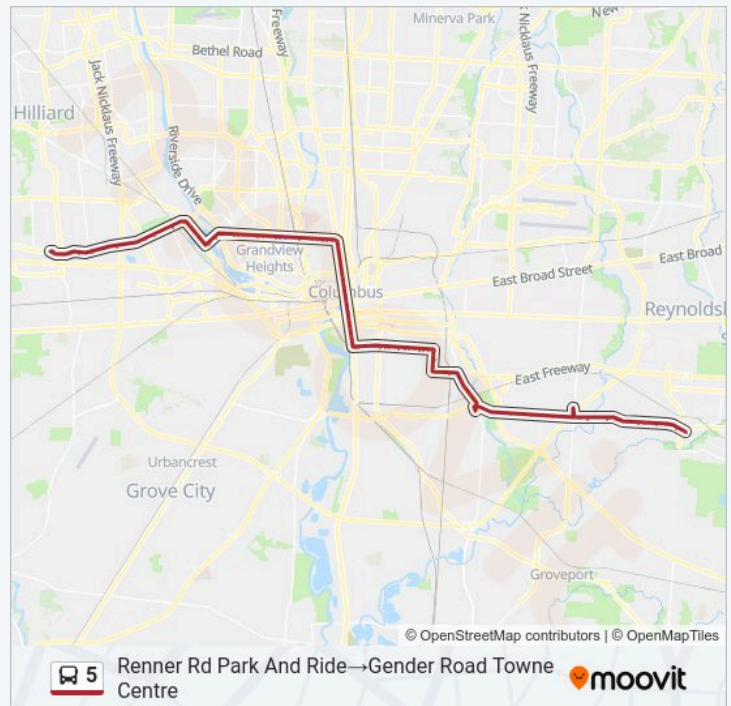 Minerva Park
New
Freeway
k Nicklaus Freeway
Bethel Road
Jack Nicklaus Freeway
Hilliard
Riverside Drive
Grandview
Heights
East Broad
East Broad Street
Columbus
Reynolds
East Freeway
Urbancrest
Grove City
Groveport
© OpenStreetMap contributors | © OpenMapTiles
5 Renner Rd Park And Ride→Gender Road Towne
Centre
moovit